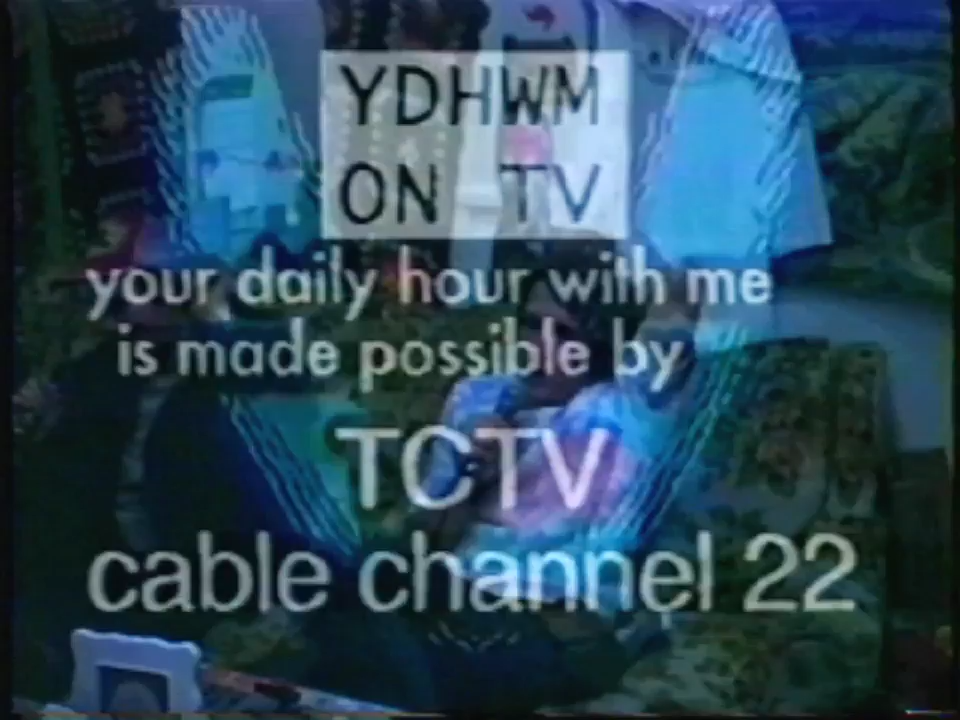 YDHWM
ON TV
your daily hour with me
is made possible by
TCTV
cable channel 22